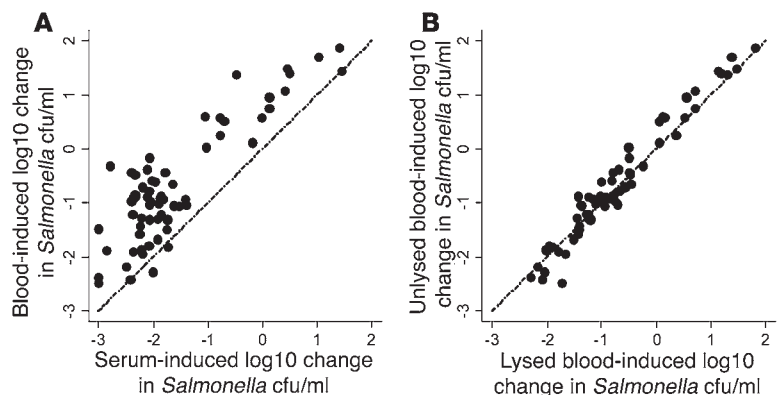 A
Blood-induced log10 change
in Salmonella cfu/ml
2
1
0
-1
-2
-3
-3 -2 -1 0 1 2
Serum-induced log10 change
in Salmonella cfu/ml
B
Unlysed blood-induced log10
change in Salmonella cfu/ml
2
1
0
-1
-2
-3
-3 -2 -1 0 1 2
Lysed blood-induced log10
change in Salmonella cfu/ml